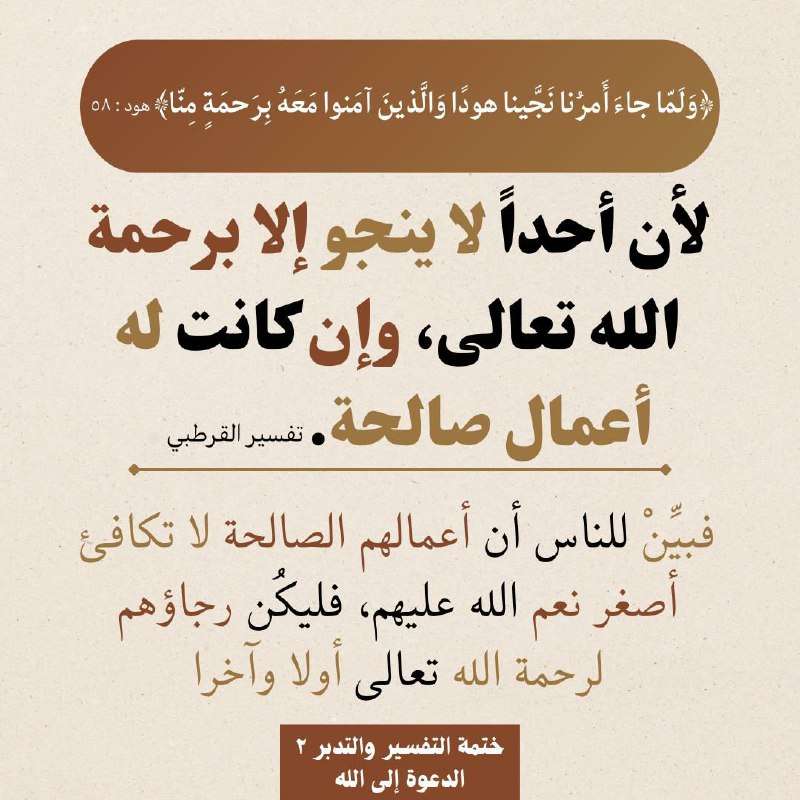 ﴿وَلَمّا جاءَ أَمرُنا نَجَّينا هودًا وَالَّذينَ آمَنوا مَعَهُ بِرَحمَةٍ مِنّا﴾ هود : ٥٨
لأن أحداً لا ينجو إلا برحمة
الله تعالى، وإن كانت له
أعمال صالحة. تفسير القرطبي
فبيِّنْ للناس أن أعمالهم الصالحة لا تكافئ
أصغر نعم الله عليهم، فليكُن رجاؤهم
لرحمة الله تعالى أولا وآخرا
ختمة التفسير والتدبر ٢
الدعوة إلى الله